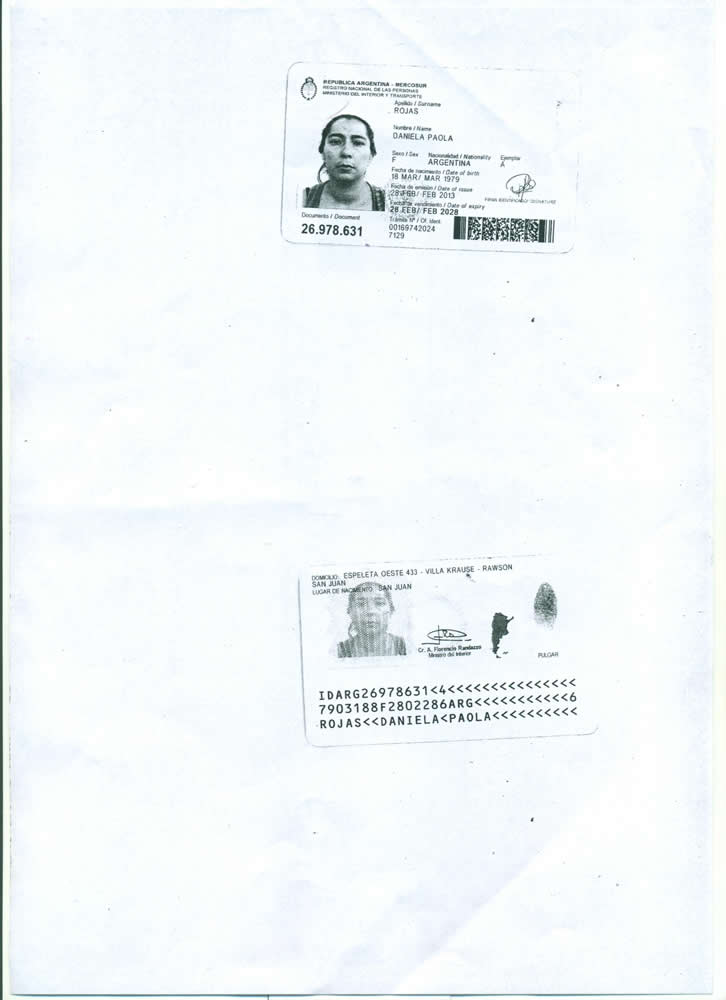 REPUBLICA ARGENTINA - MERCOSUR
REGISTRO NACIONAL DE LAS PERSONAS
MINISTERIO DEL INTERIOR Y TRANSPORTE
Apellido / Surname
ROJAS
Nombre / Name
DANIELA PAOLA
Sexo / Sex Nacionalidad / Nationality Ejemplar
F ARGENTINA A
Fecha de nacimiento / Date of birth
18 MAR/ MAR 1979
Fecha de emisión / Date of issue
28 FEB/ FEB 2013
FIRMA IDENTIFICADO/ SIGNATURE
Fecha de vencimiento / Date of expiry
28 FEB/ FEB 2028
Documento / Document
26.978.631
Trámite Nº / Of. ident.
00169742024
7129
DOMICILIO: ESPELETA OESTE 433 - VILLA KRAUSE - RAWSON
SAN JUAN
LUGAR DE NACIMIENTO: SAN JUAN
Cr. A. Florencio Randazzo
Ministro del Interior
PULGAR
IDARG26978631<4<<<<<<<<<<<<<<<
7903188F2802286ARG<<<<<<<<<<<6
ROJAS<<DANIELA<PAOLA<<<<<<<<<<